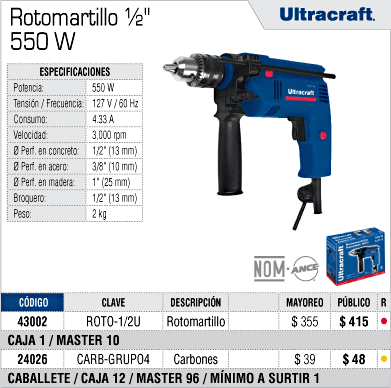 Rotomartillo ½"
550 W
Ultracraft.
ESPECIFICACIONES
Potencia: 550 W
Tensión / Frecuencia: 127 V / 60 Hz
Consumo: 4.33 A
Velocidad: 3,000 rpm
Ø Perf. en concreto: 1/2" (13 mm)
Ø Perf. en acero: 3/8" (10 mm)
Ø Perf. en madera: 1" (25 mm)
Broquero: 1/2" (13 mm)
Peso: 2 kg
Ultracraft
NOM-ANCE
CÓDIGO CLAVE DESCRIPCIÓN MAYOREO PÚBLICO R
43002 ROTO-1/2U Rotomartillo $ 355 $ 415
CAJA 1 / MASTER 10
24026 CARB-GRUPO4 Carbones $ 39 $ 48
CABALLETE / CAJA 12 / MASTER 96 / MÍNIMO A SURTIR 1